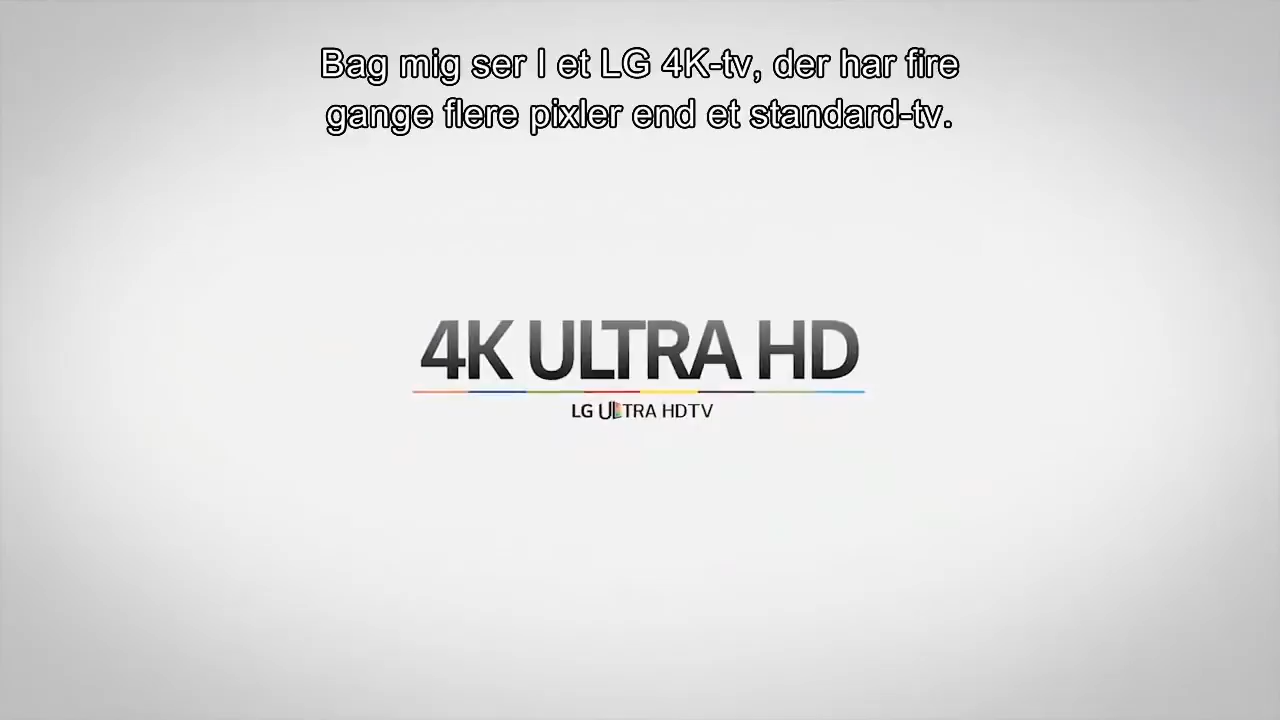 Bag mig ser I et LG 4K-tv, der har fire
gange flere pixler end et standard-tv.
4K ULTRA HD
LG ULTRA HDTV